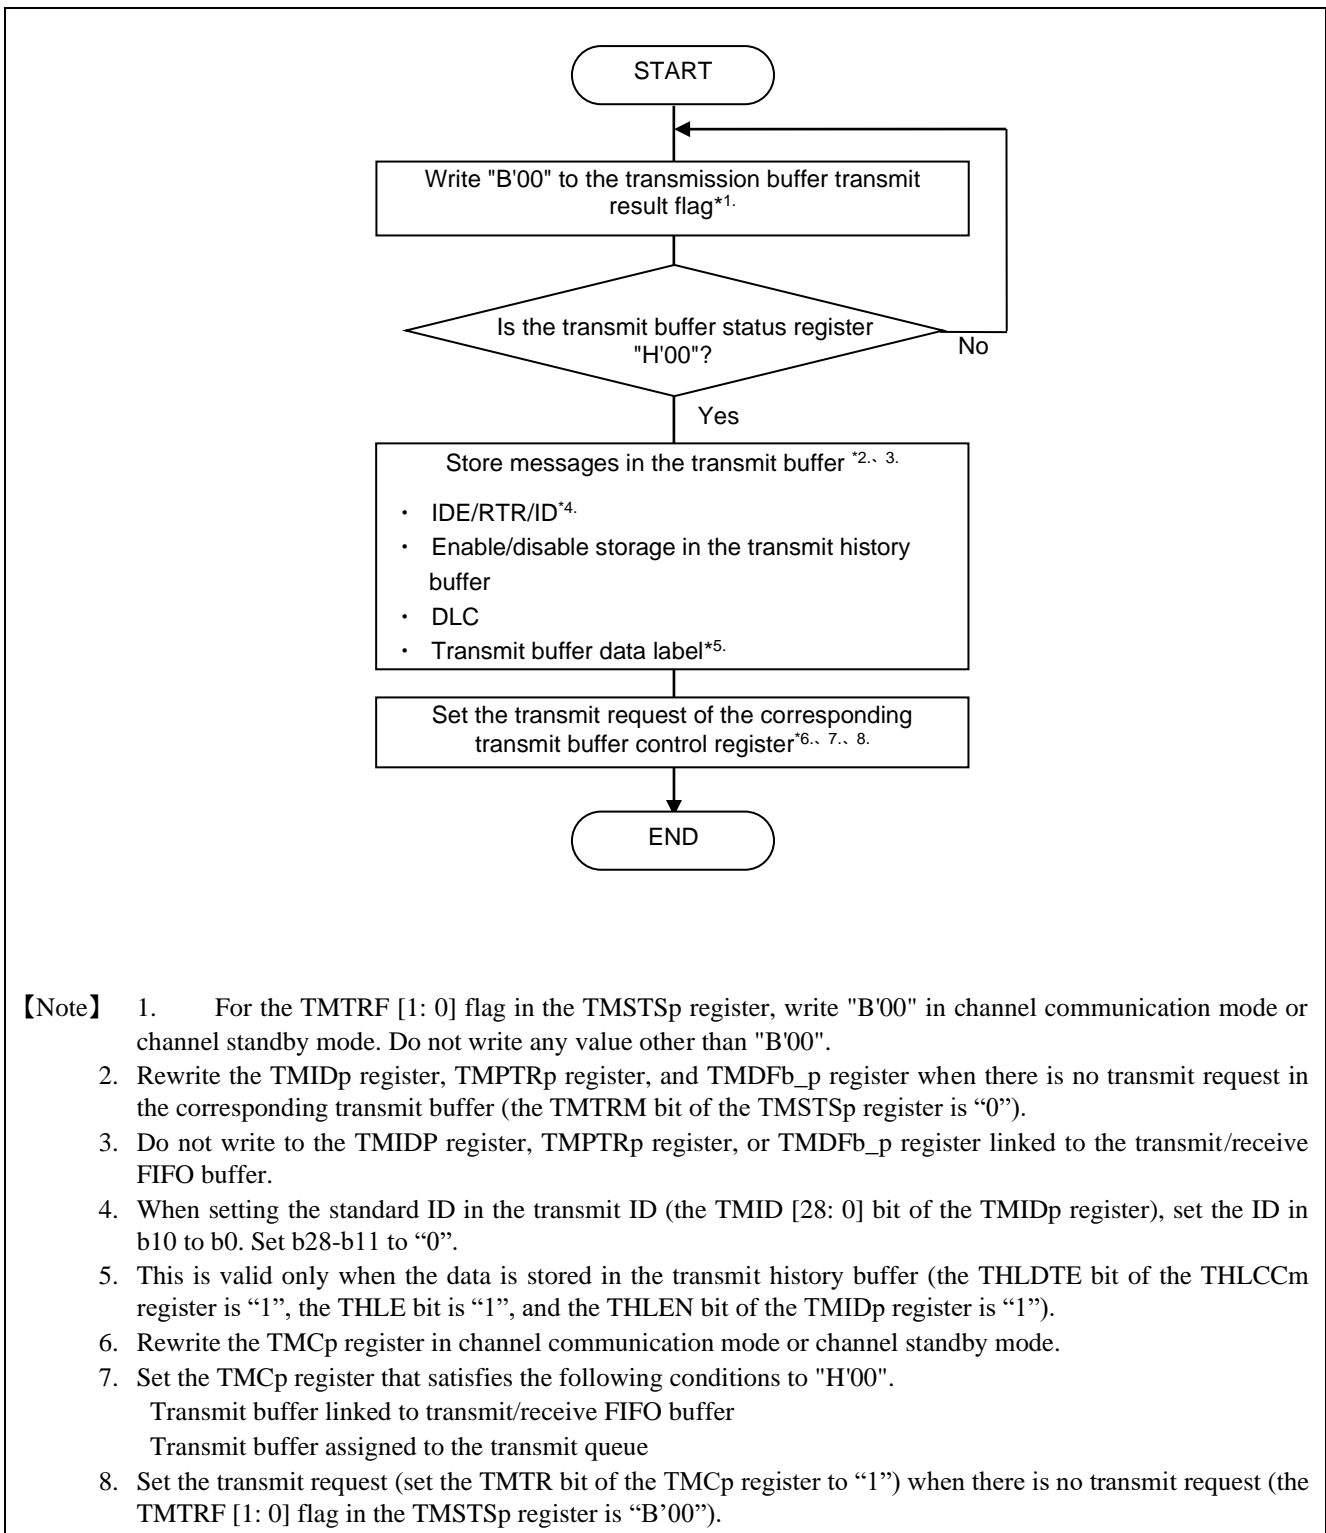 START
Write "B'00" to the transmission buffer transmit
result flag*1.
Is the transmit buffer status register
"H'00"?
No
Yes
Store messages in the transmit buffer *2.、 3.
・ IDE/RTR/ID*4.
・ Enable/disable storage in the transmit history
buffer
・ DLC
・ Transmit buffer data label*5.
Set the transmit request of the corresponding
transmit buffer control register*6.、 7.、 8.
END
【Note】 1. For the TMTRF [1: 0] flag in the TMSTSp register, write "B'00" in channel communication mode or
channel standby mode. Do not write any value other than "B'00".
2. Rewrite the TMIDp register, TMPTRp register, and TMDFb_p register when there is no transmit request in
the corresponding transmit buffer (the TMTRM bit of the TMSTSp register is “0”).
3. Do not write to the TMIDP register, TMPTRp register, or TMDFb_p register linked to the transmit/receive
FIFO buffer.
4. When setting the standard ID in the transmit ID (the TMID [28: 0] bit of the TMIDp register), set the ID in
b10 to b0. Set b28-b11 to “0”.
5. This is valid only when the data is stored in the transmit history buffer (the THLDTE bit of the THLCCm
register is “1”, the THLE bit is “1”, and the THLEN bit of the TMIDp register is “1”).
6. Rewrite the TMCp register in channel communication mode or channel standby mode.
7. Set the TMCp register that satisfies the following conditions to "H'00".
Transmit buffer linked to transmit/receive FIFO buffer
Transmit buffer assigned to the transmit queue
8. Set the transmit request (set the TMTR bit of the TMCp register to “1”) when there is no transmit request (the
TMTRF [1: 0] flag in the TMSTSp register is “B’00”).